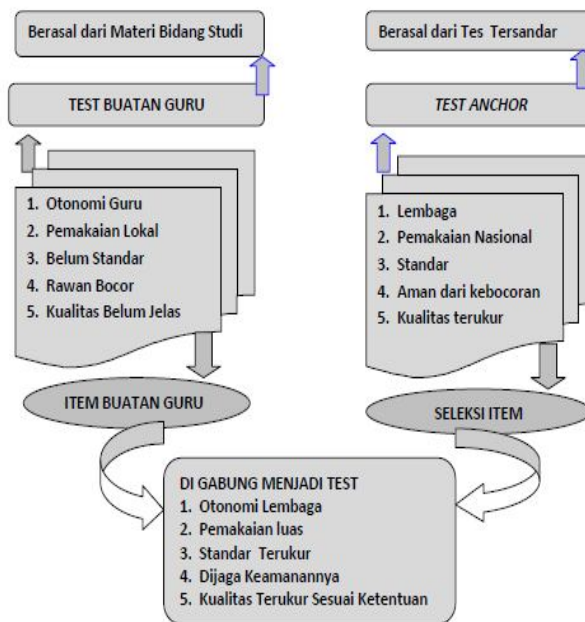 Berasal dari Materi Bidang Studi
TEST BUATAN GURU
1. Otonomi Guru
2. Pemakaian Lokal
3. Belum Standar
4. Rawan Bocor
5. Kualitas Belum Jelas
ITEM BUATAN GURU
Berasal dari Tes Tersandar
TEST ANCHOR
1. Lembaga
2. Pemakaian Nasional
3. Standar
4. Aman dari kebocoran
5. Kualitas terukur
SELEKSI ITEM
DI GABUNG MENJADI TEST
1. Otonomi Lembaga
2. Pemakaian luas
3. Standar Terukur
4. Dijaga Keamanannya
5. Kualitas Terukur Sesuai Ketentuan